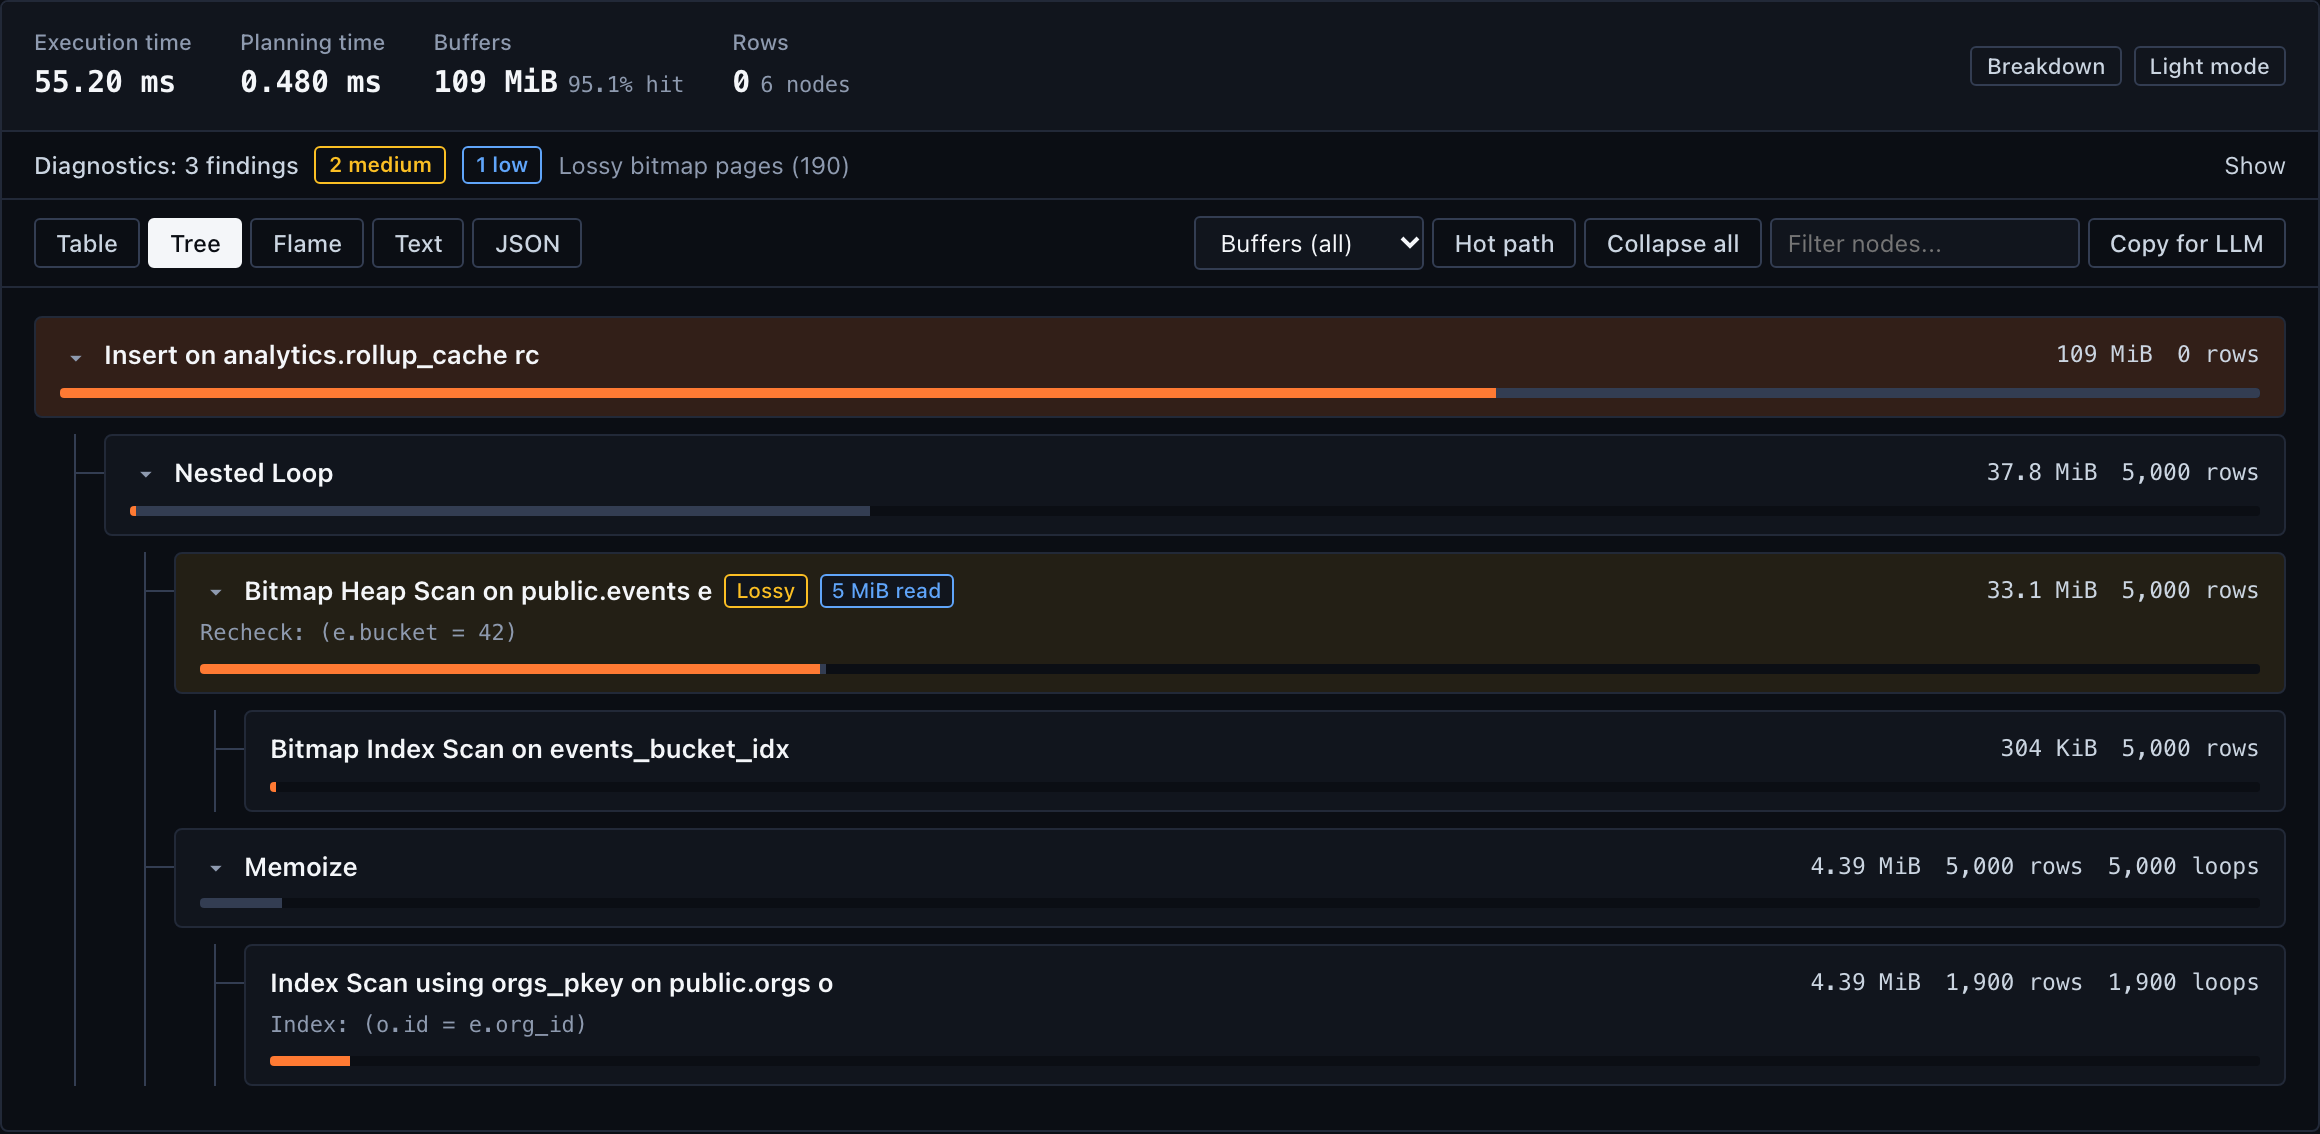 Execution time Planning time Buffers Rows
55.20 ms 0.480 ms 109 MiB 95.1% hit 0 6 nodes
Breakdown Light mode
Diagnostics: 3 findings 2 medium 1 low Lossy bitmap pages (190) Show
Table Tree Flame Text JSON Buffers (all) Hot path Collapse all Filter nodes... Copy for LLM
Insert on analytics.rollup_cache rc 109 MiB 0 rows
Nested Loop 37.8 MiB 5,000 rows
Bitmap Heap Scan on public.events e Lossy 5 MiB read 33.1 MiB 5,000 rows
Recheck: (e.bucket = 42)
Bitmap Index Scan on events_bucket_idx 304 KiB 5,000 rows
Memoize 4.39 MiB 5,000 rows 5,000 loops
Index Scan using orgs_pkey on public.orgs o 4.39 MiB 1,900 rows 1,900 loops
Index: (o.id = e.org_id)